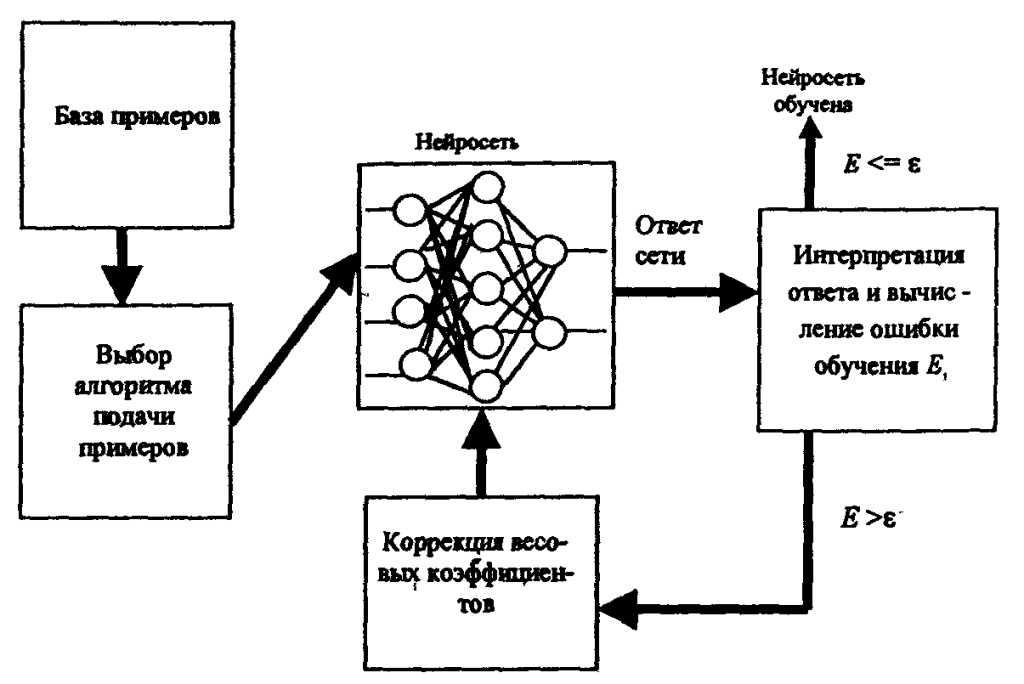 База примеров
Выбор
алгоритма
подачи
примеров
Нейросеть
Ответ
сети
Нейросеть
обучена
E <= ε
Интерпретация
ответа и вычис -
ление ошибки
обучения E,
E >ε
Коррекция весо-
вых коэффициен-
тов